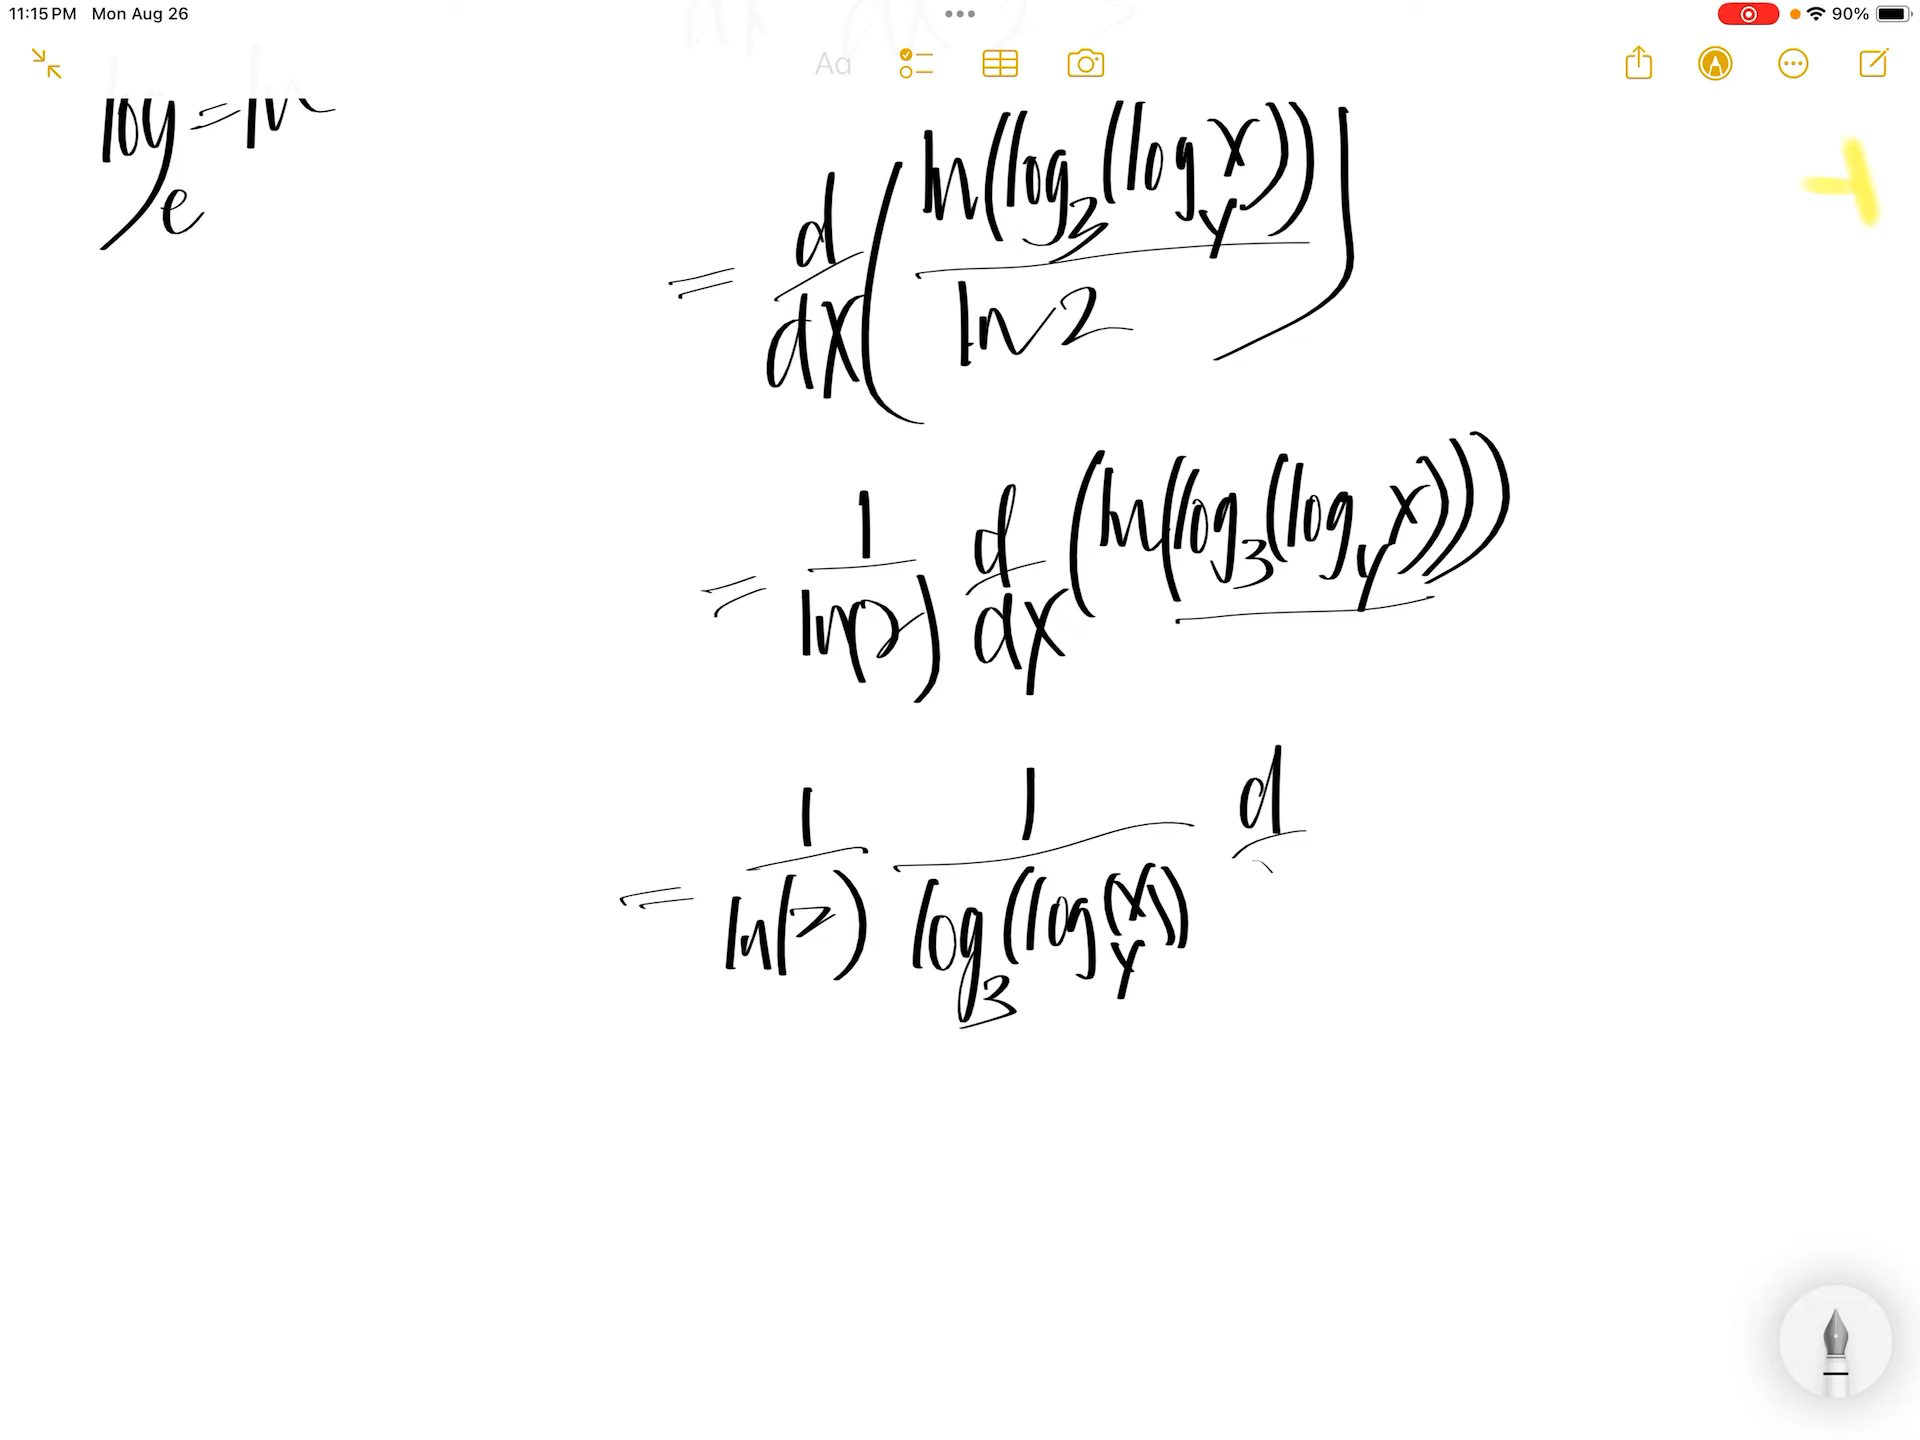 11:15 PM Mon Aug 26
90%
Aa
log_e = ln
= d/dx ( ln(log_3(log_y x)) / ln 2 )
= 1/ln(2) d/dx (ln(log_3(log_y x)))
= 1/ln(2) 1/log_3(log_y(x)) d